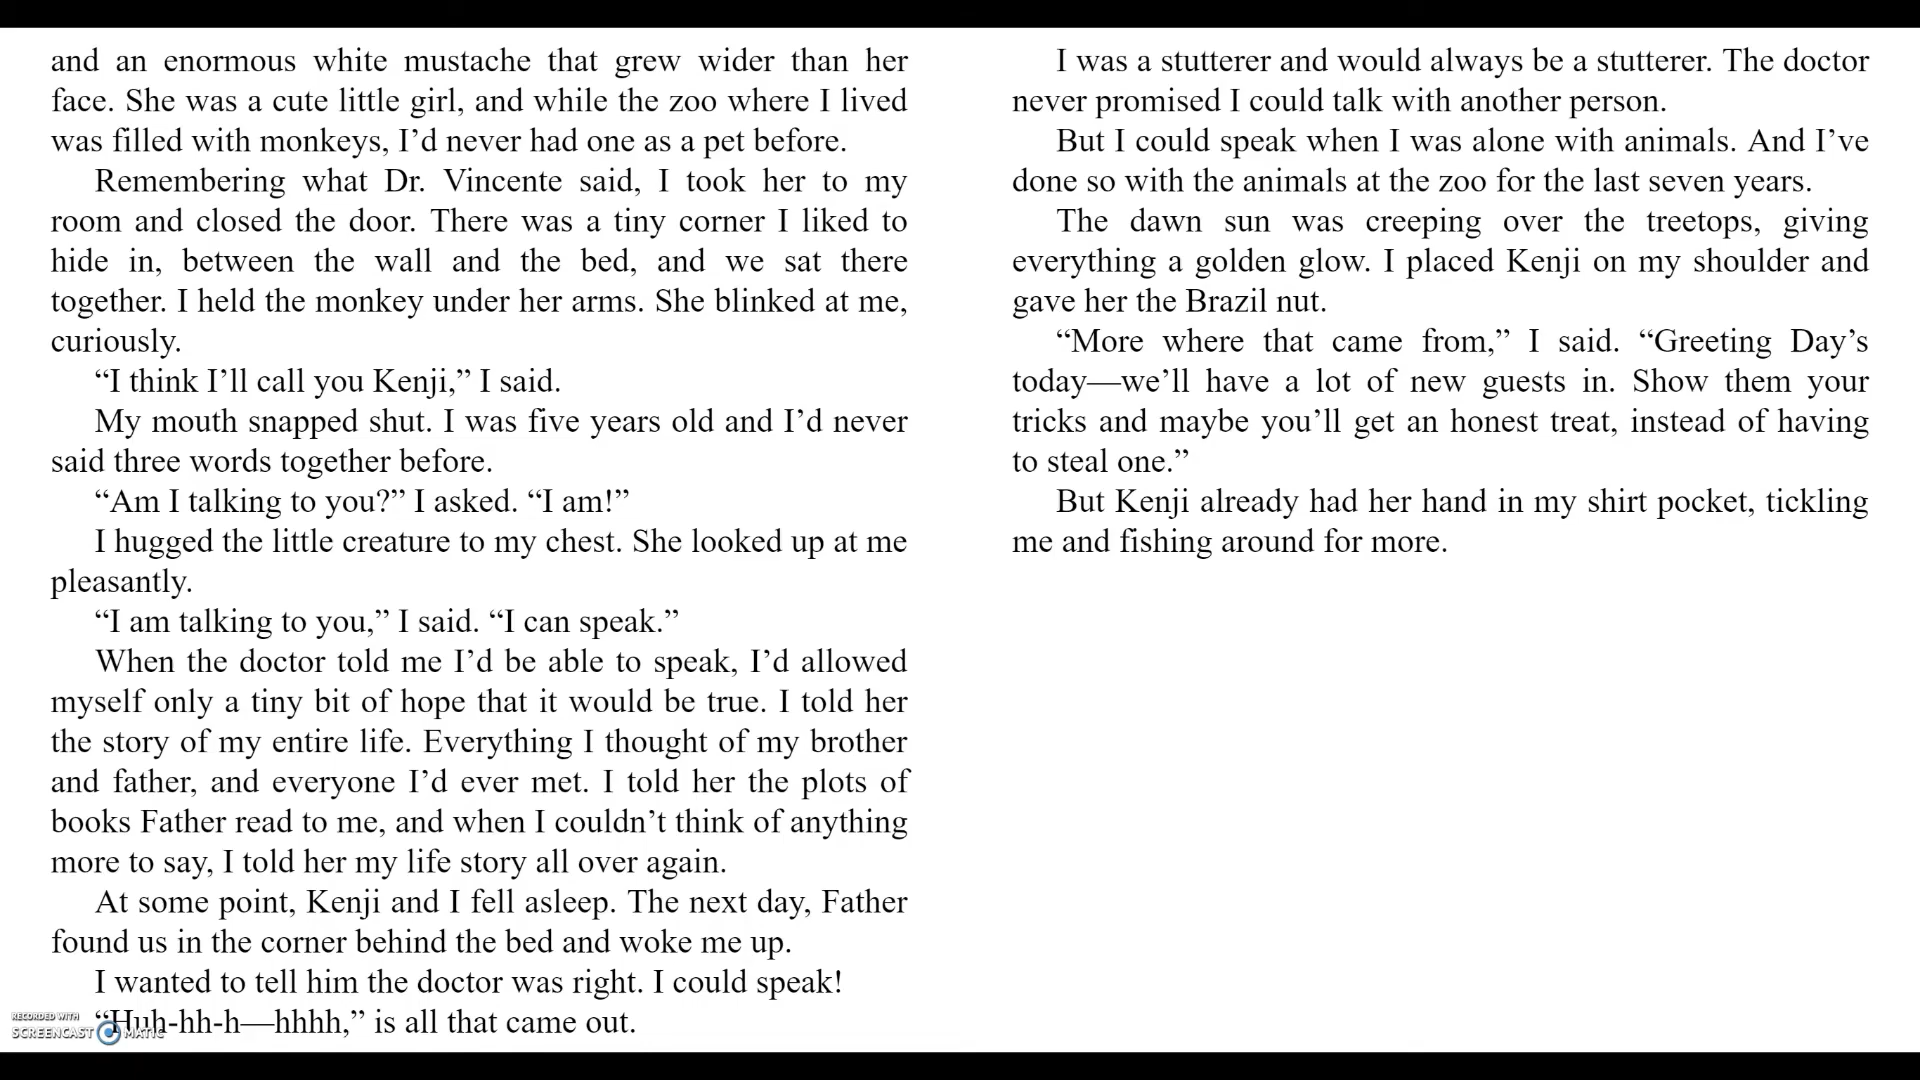 and an enormous white mustache that grew wider than her
face. She was a cute little girl, and while the zoo where I lived
was filled with monkeys, I’d never had one as a pet before.
Remembering what Dr. Vincente said, I took her to my
room and closed the door. There was a tiny corner I liked to
hide in, between the wall and the bed, and we sat there
together. I held the monkey under her arms. She blinked at me,
curiously.
“I think I’ll call you Kenji,” I said.
My mouth snapped shut. I was five years old and I’d never
said three words together before.
“Am I talking to you?” I asked. “I am!”
I hugged the little creature to my chest. She looked up at me
pleasantly.
“I am talking to you,” I said. “I can speak.”
When the doctor told me I’d be able to speak, I’d allowed
myself only a tiny bit of hope that it would be true. I told her
the story of my entire life. Everything I thought of my brother
and father, and everyone I’d ever met. I told her the plots of
books Father read to me, and when I couldn’t think of anything
more to say, I told her my life story all over again.
At some point, Kenji and I fell asleep. The next day, Father
found us in the corner behind the bed and woke me up.
I wanted to tell him the doctor was right. I could speak!
“Huh-hh-h—hhhh,” is all that came out.
I was a stutterer and would always be a stutterer. The doctor
never promised I could talk with another person.
But I could speak when I was alone with animals. And I’ve
done so with the animals at the zoo for the last seven years.
The dawn sun was creeping over the treetops, giving
everything a golden glow. I placed Kenji on my shoulder and
gave her the Brazil nut.
“More where that came from,” I said. “Greeting Day’s
today—we’ll have a lot of new guests in. Show them your
tricks and maybe you’ll get an honest treat, instead of having
to steal one.”
But Kenji already had her hand in my shirt pocket, tickling
me and fishing around for more.
RECORDED WITH
SCREENCAST MATIC